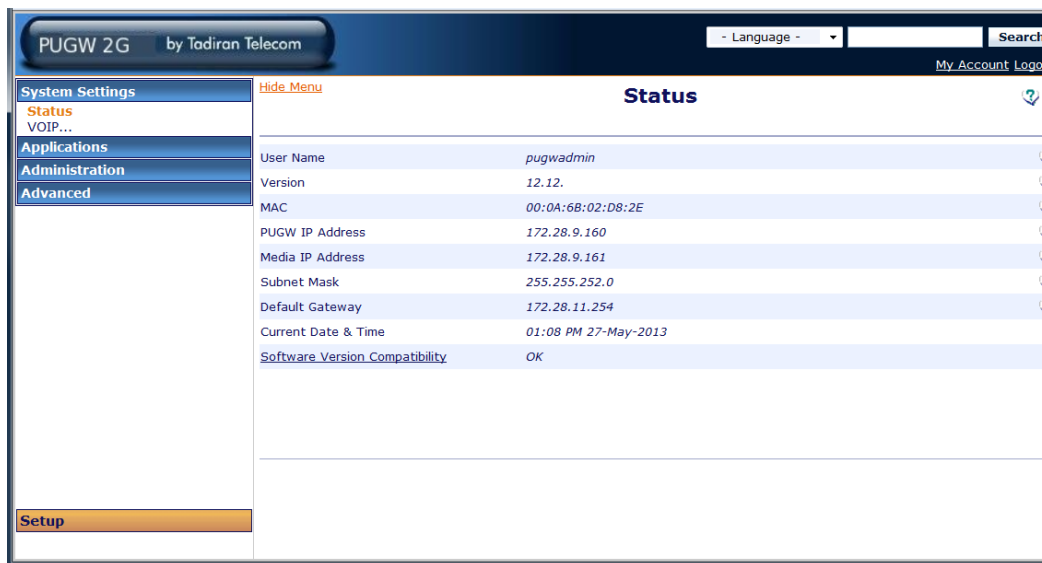 PUGW 2G by Tadiran Telecom
- Language -
Search
My Account Logo
System Settings
Status
VOIP...
Applications
Administration
Advanced
Setup
Hide Menu
Status
User Name pugwadmin
Version 12.12.
MAC 00:0A:6B:02:D8:2E
PUGW IP Address 172.28.9.160
Media IP Address 172.28.9.161
Subnet Mask 255.255.252.0
Default Gateway 172.28.11.254
Current Date & Time 01:08 PM 27-May-2013
Software Version Compatibility OK